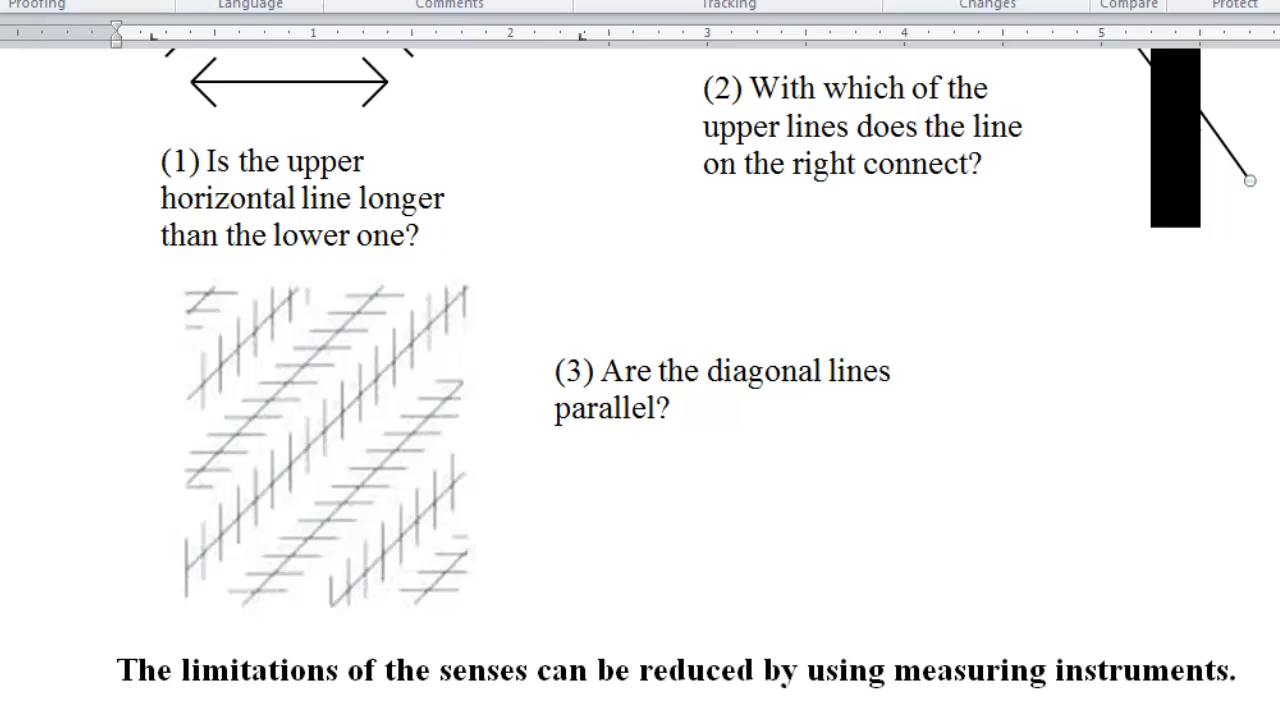 Proofing Language Comments Tracking Changes Compare Protect
1 2 3 4 5
(1) Is the upper
horizontal line longer
than the lower one?
(2) With which of the
upper lines does the line
on the right connect?
(3) Are the diagonal lines
parallel?
The limitations of the senses can be reduced by using measuring instruments.